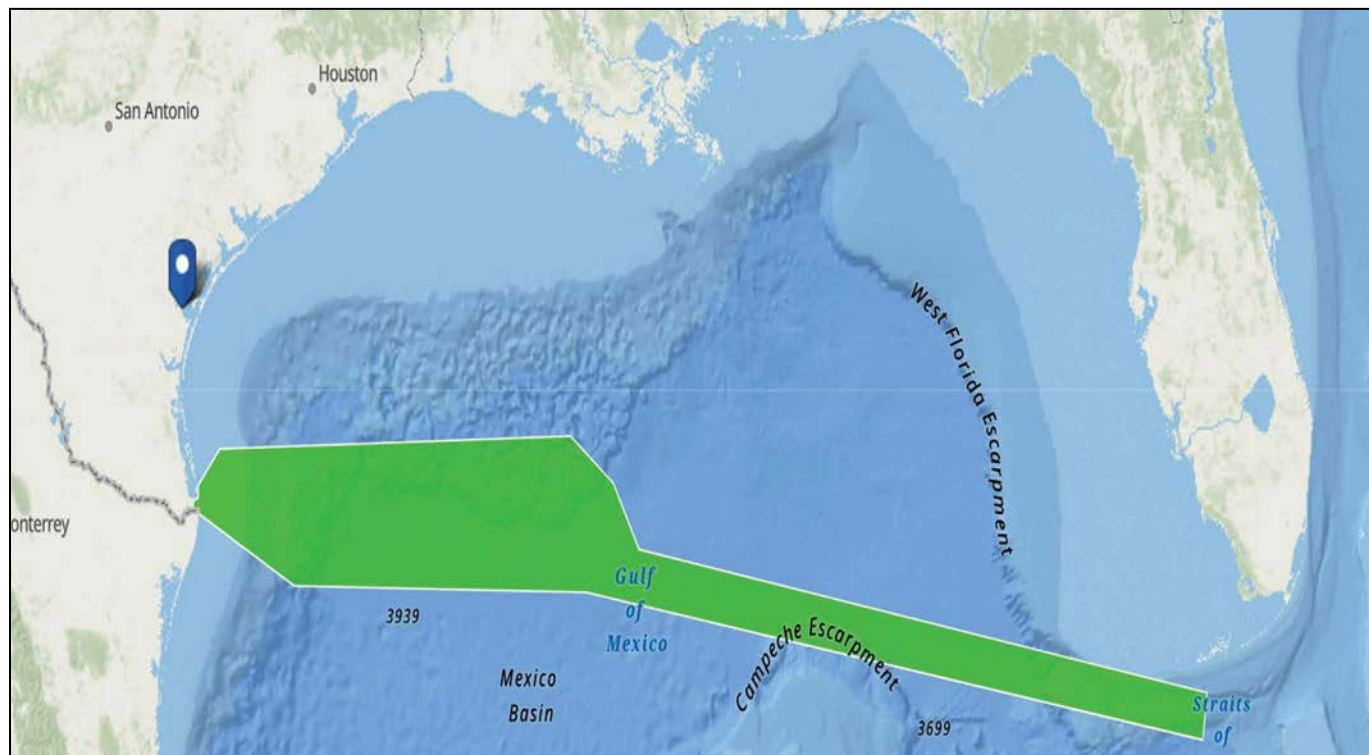 Houston
San Antonio
West Florida Escarpment
onterrey
Gulf
of
Mexico
3939
Campeche Escarpment
Mexico
Basin
3699
Straits
of